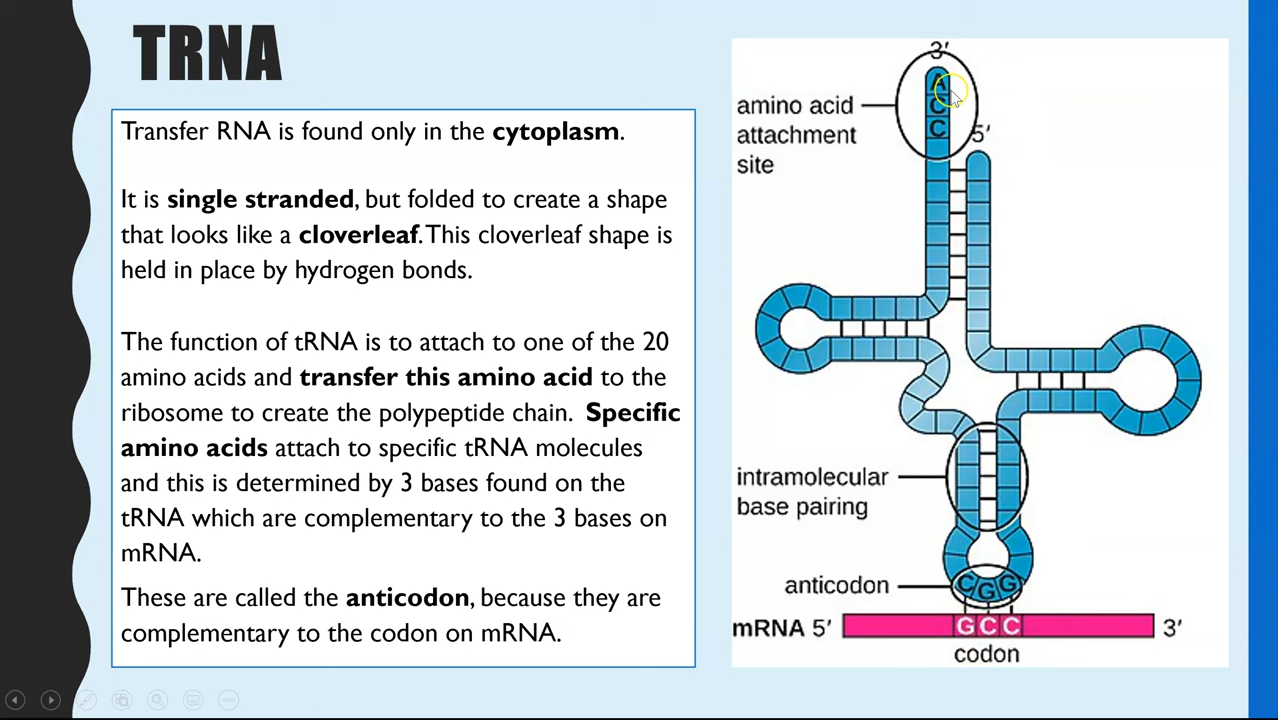 TRNA
Transfer RNA is found only in the cytoplasm.
It is single stranded, but folded to create a shape
that looks like a cloverleaf. This cloverleaf shape is
held in place by hydrogen bonds.
The function of tRNA is to attach to one of the 20
amino acids and transfer this amino acid to the
ribosome to create the polypeptide chain. Specific
amino acids attach to specific tRNA molecules
and this is determined by 3 bases found on the
tRNA which are complementary to the 3 bases on
mRNA.
These are called the anticodon, because they are
complementary to the codon on mRNA.
3′
A
C
C
5′
amino acid
attachment
site
intramolecular
base pairing
anticodon
C G G
mRNA 5′ G C C 3′
codon